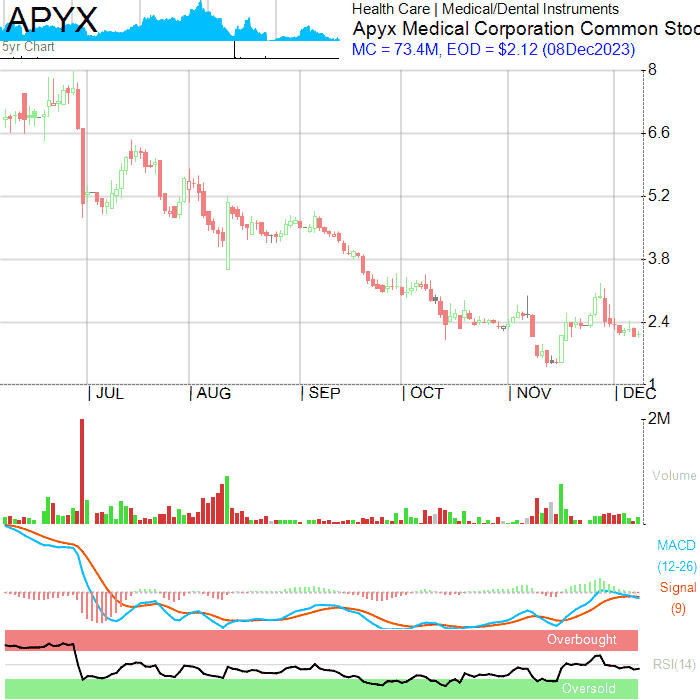 APYX
5yr Chart
Health Care | Medical/Dental Instruments
Apyx Medical Corporation Common Stoc
MC = 73.4M, EOD = $2.12 (08Dec2023)
8
6.6
5.2
3.8
2.4
1
| JUL | AUG | SEP | OCT | NOV | DEC
2M
Volume
MACD
(12-26)
Signal
(9)
Overbought
RSI(14)
Oversold